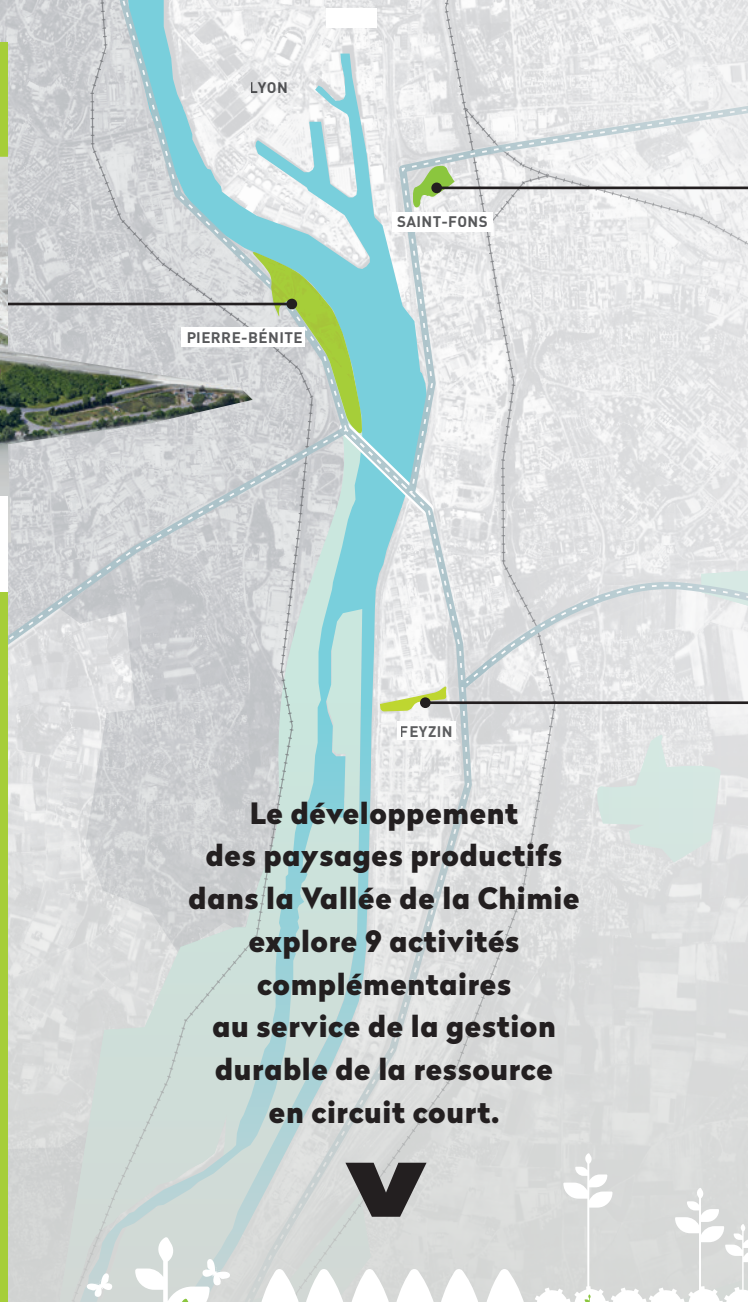 LYON
SAINT-FONS
PIERRE-BÉNITE
FEYZIN
Le développement
des paysages productifs
dans la Vallée de la Chimie
explore 9 activités
complémentaires
au service de la gestion
durable de la ressource
en circuit court.